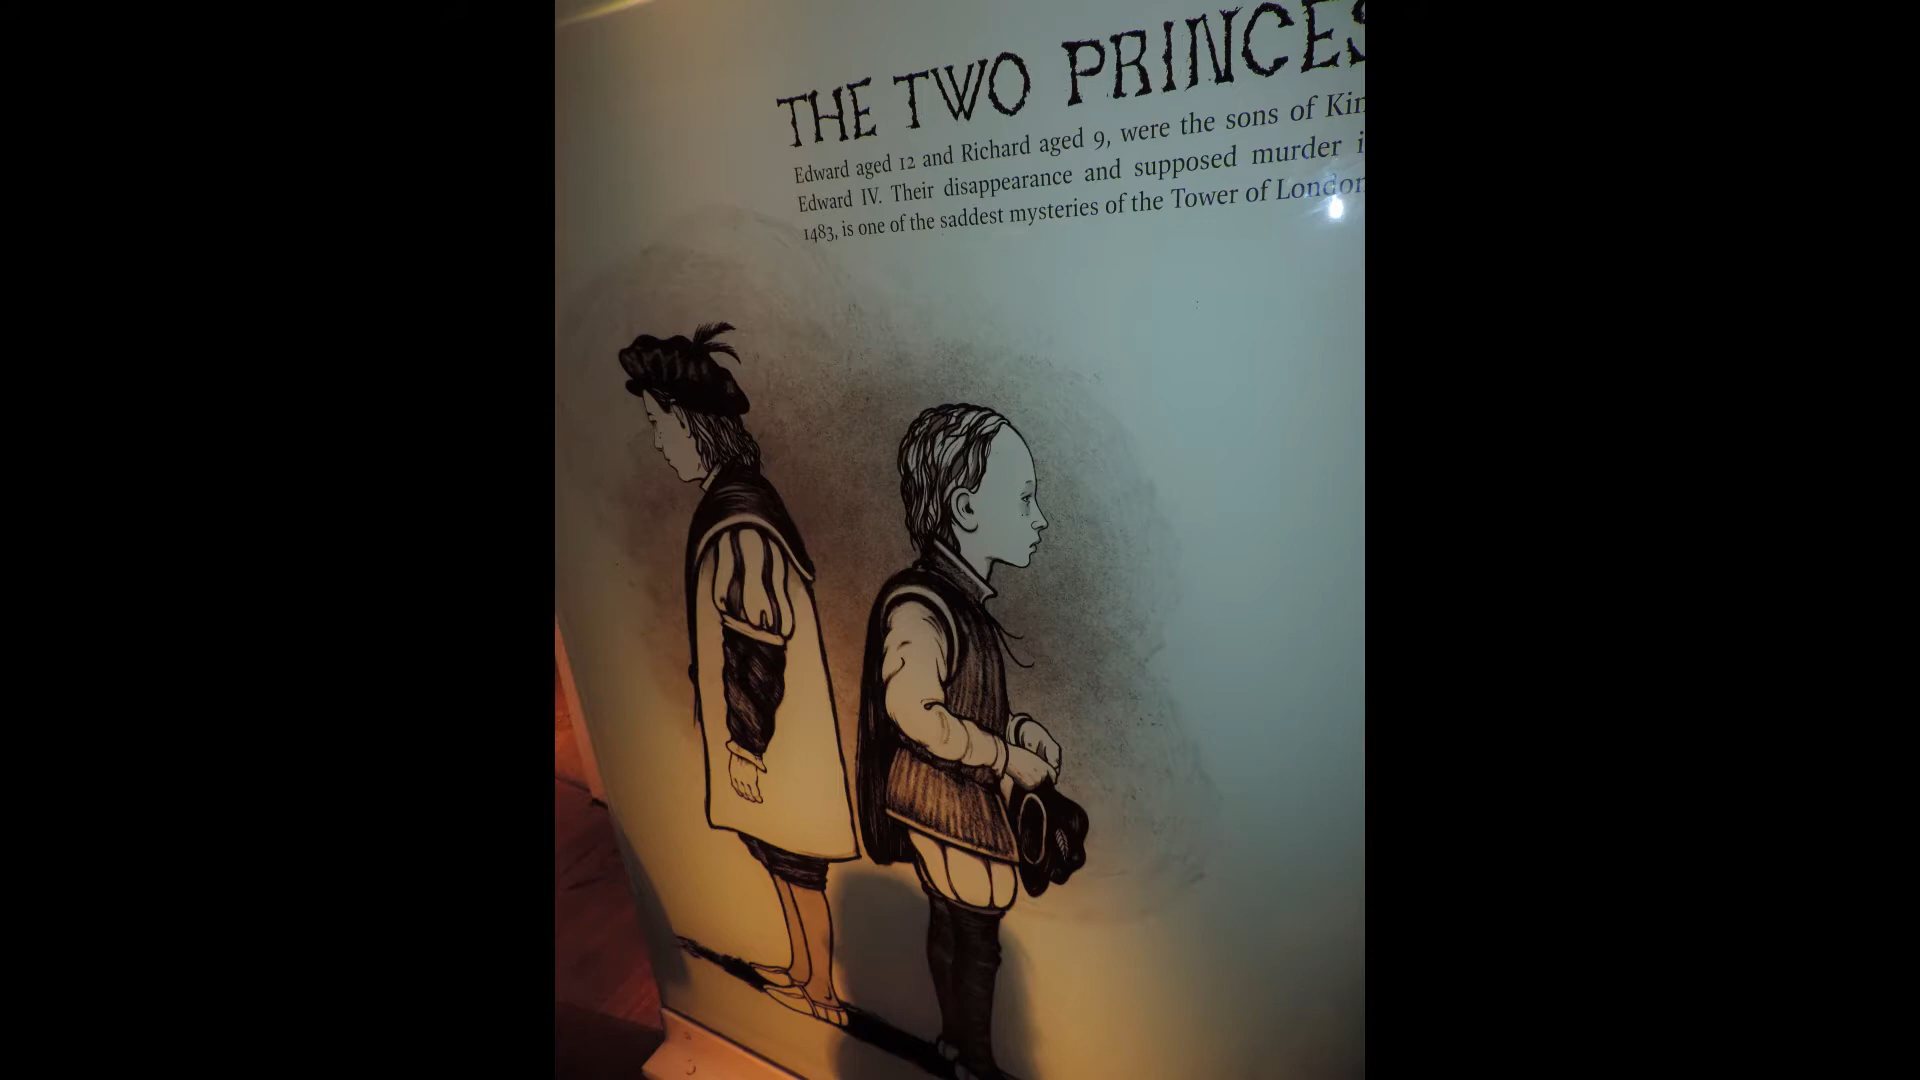 THE TWO PRINCES
Edward aged 12 and Richard aged 9, were the sons of Kin
Edward IV. Their disappearance and supposed murder i
1483, is one of the saddest mysteries of the Tower of London